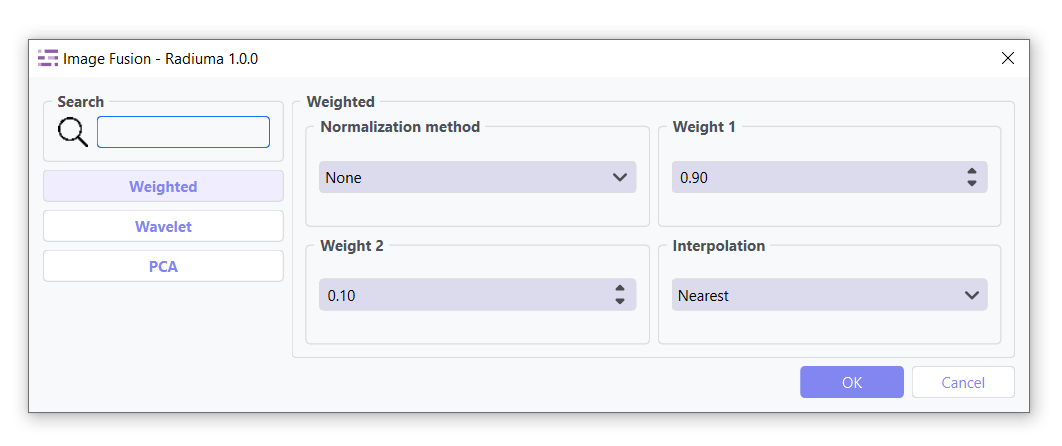 Image Fusion - Radiuma 1.0.0
Search
Weighted
Wavelet
PCA
Weighted
Normalization method
None
Weight 1
0.90
Weight 2
0.10
Interpolation
Nearest
OK
Cancel